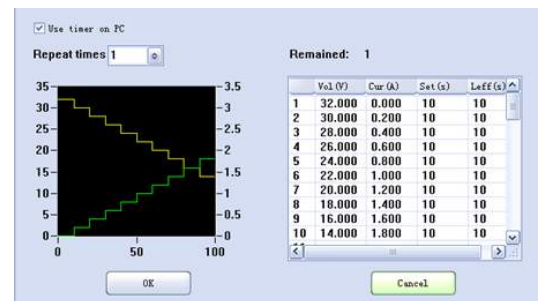 Use timer on PC
Repeat times 1
Remained: 1
35 3.5
30 3
25 2.5
20 2
15 1.5
10 1
5 0.5
0 0
0 50 100
Vol(V) Cur(A) Set(s) Leff(s)
1 32.000 0.000 10 10
2 30.000 0.200 10 10
3 28.000 0.400 10 10
4 26.000 0.600 10 10
5 24.000 0.800 10 10
6 22.000 1.000 10 10
7 20.000 1.200 10 10
8 18.000 1.400 10 10
9 16.000 1.600 10 10
10 14.000 1.800 10 10
OK
Cancel